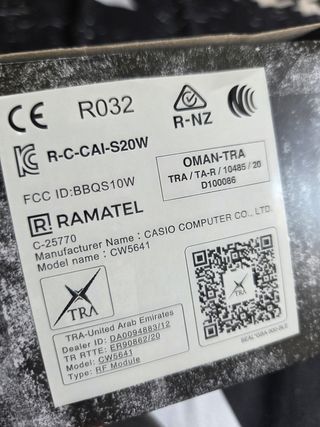 CE R032
R-NZ
R-C-CAI-S20W
FCC ID:BBQS10W
OMAN-TRA
TRA / TA-R / 10485 / 20
D100086
R. RAMATEL
C-25770
Manufacturer Name : CASIO COMPUTER CO., LTD.
Model name : CW5641
TRA
TRA-United Arab Emirates
Dealer ID: DA0094883/12
TR RTTE: ER90862/20
Model: CW5641
Type: RF Module